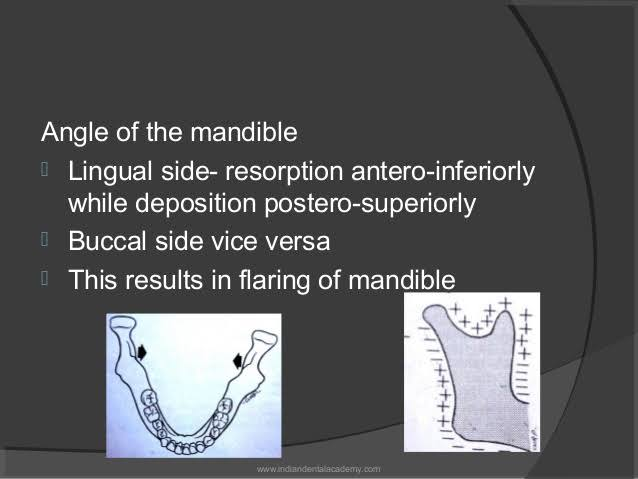 Angle of the mandible
Lingual side- resorption antero-inferiorly
while deposition postero-superiorly
Buccal side vice versa
This results in flaring of mandible
www.indiandentalacademy.com